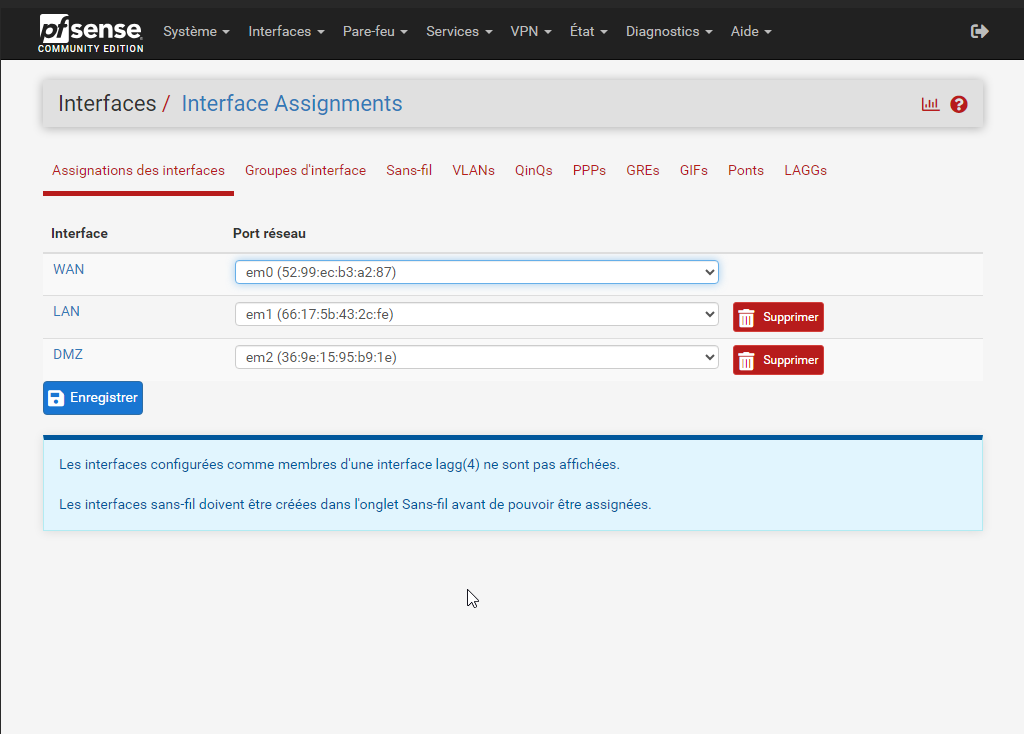 pfsense COMMUNITY EDITION
Système Interfaces Pare-feu Services VPN État Diagnostics Aide
Interfaces / Interface Assignments
Assignations des interfaces Groupes d'interface Sans-fil VLANs QinQs PPPs GREs GIFs Ponts LAGGs
Interface Port réseau
WAN em0 (52:99:ec:b3:a2:87)
LAN em1 (66:17:5b:43:2c:fe) Supprimer
DMZ em2 (36:9e:15:95:b9:1e) Supprimer
Enregistrer
Les interfaces configurées comme membres d'une interface lagg(4) ne sont pas affichées.
Les interfaces sans-fil doivent être créées dans l'onglet Sans-fil avant de pouvoir être assignées.